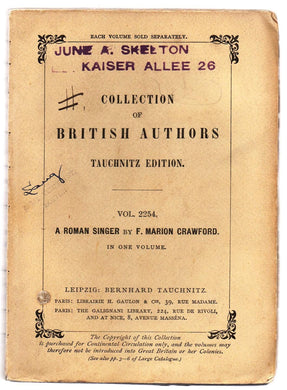 EACH VOLUME SOLD SEPARATELY.
JUNE A. SKELTON
KAISER ALLEE 26
COLLECTION
OF
BRITISH AUTHORS
TAUCHNITZ EDITION.
VOL. 2254.
A ROMAN SINGER BY F. MARION CRAWFORD.
IN ONE VOLUME.
LEIPZIG: BERNHARD TAUCHNITZ.
PARIS: LIBRAIRIE H. GAULON & CIE, 39, RUE MADAME.
PARIS: THE GALIGNANI LIBRARY, 224, RUE DE RIVOLI,
AND AT NICE, 8, AVENUE MASSÉNA.
The Copyright of this Collection
is purchased for Continental Circulation only, and the volumes may
therefore not be introduced into Great Britain or her Colonies.
(See also pp. 3—6 of Large Catalogue.)